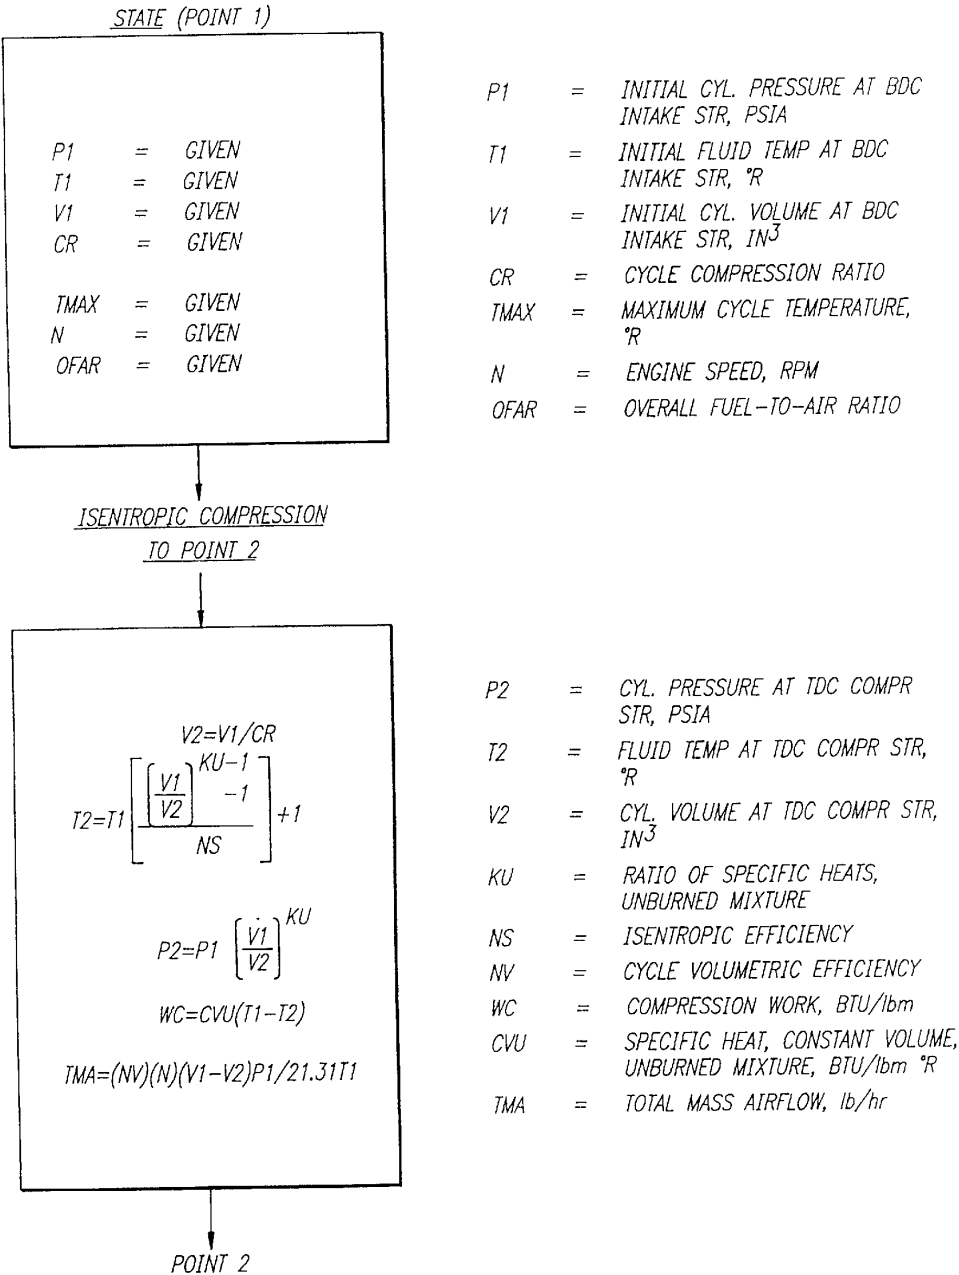 STATE (POINT 1)
P1 = GIVEN
T1 = GIVEN
V1 = GIVEN
CR = GIVEN
TMAX = GIVEN
N = GIVEN
OFAR = GIVEN
P1 = INITIAL CYL. PRESSURE AT BDC
INTAKE STR, PSIA
T1 = INITIAL FLUID TEMP AT BDC
INTAKE STR, °R
V1 = INITIAL CYL. VOLUME AT BDC
INTAKE STR, IN³
CR = CYCLE COMPRESSION RATIO
TMAX = MAXIMUM CYCLE TEMPERATURE,
°R
N = ENGINE SPEED, RPM
OFAR = OVERALL FUEL-TO-AIR RATIO
ISENTROPIC COMPRESSION
TO POINT 2
V2=V1/CR
T2=T1[((V1/V2)^KU-1 -1)/NS]+1
P2=P1 [V1/V2]^KU
WC=CVU(T1-T2)
TMA=(NV)(N)(V1-V2)P1/21.31T1
P2 = CYL. PRESSURE AT TDC COMPR
STR, PSIA
T2 = FLUID TEMP AT TDC COMPR STR,
°R
V2 = CYL. VOLUME AT TDC COMPR STR,
IN³
KU = RATIO OF SPECIFIC HEATS,
UNBURNED MIXTURE
NS = ISENTROPIC EFFICIENCY
NV = CYCLE VOLUMETRIC EFFICIENCY
WC = COMPRESSION WORK, BTU/lbm
CVU = SPECIFIC HEAT, CONSTANT VOLUME,
UNBURNED MIXTURE, BTU/lbm °R
TMA = TOTAL MASS AIRFLOW, lb/hr
POINT 2